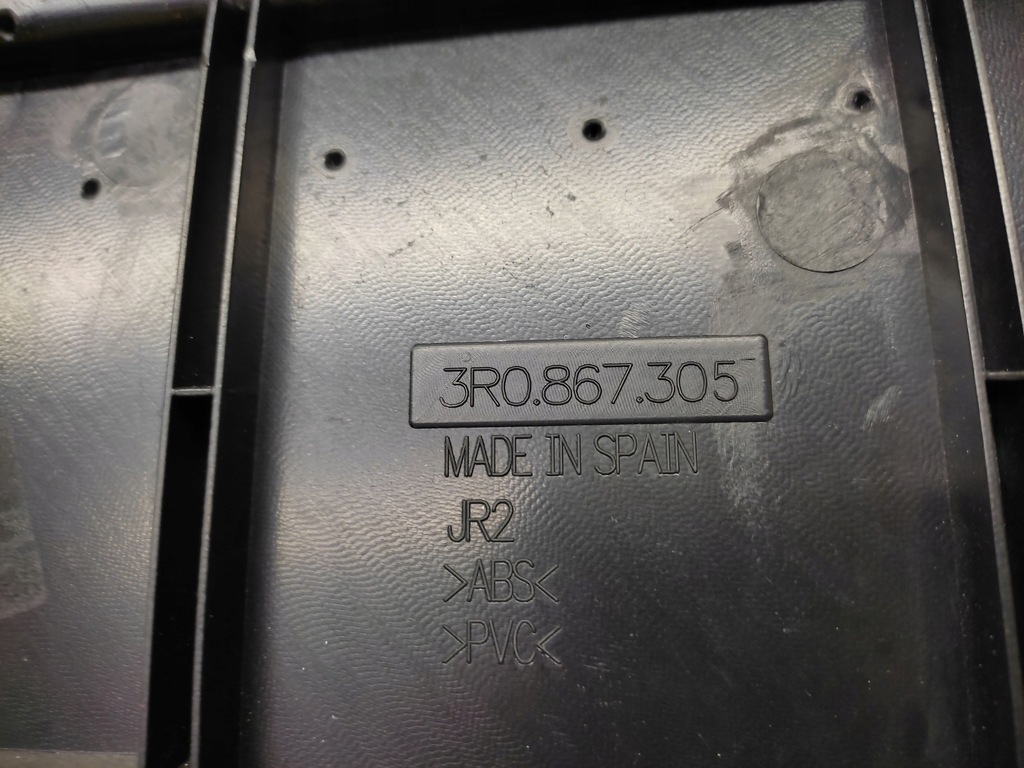 3R0.867.305
MADE IN SPAIN
JR2
>ABS<
>PVC<